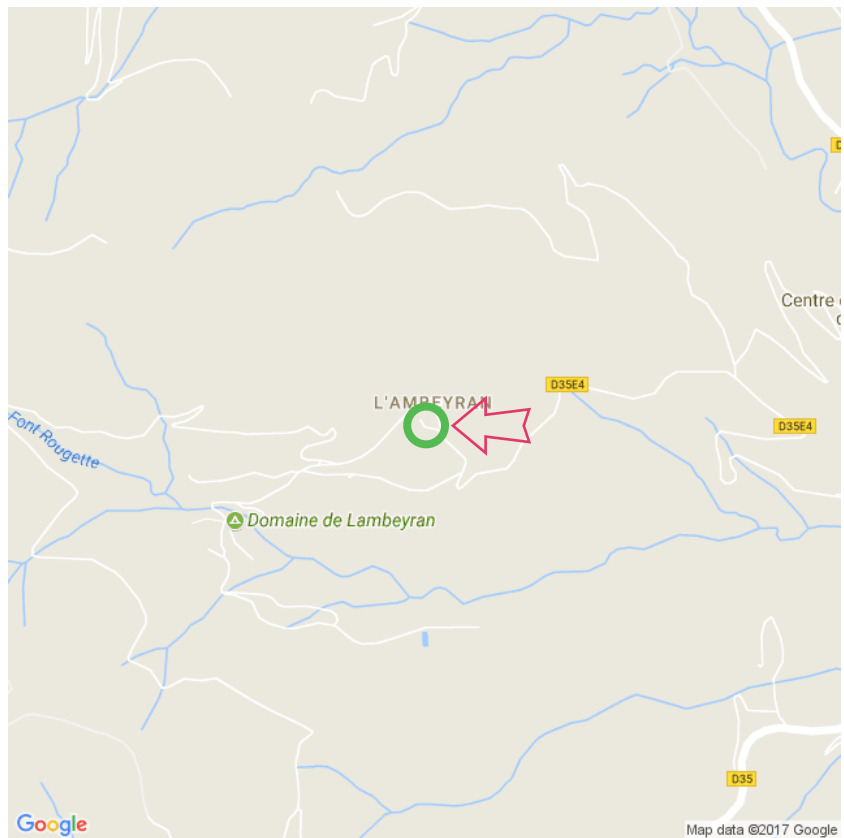 D
Centre
D35E4
L'AMBEYRAN
Font Rougette
D35E4
Domaine de Lambeyran
D35
Google
Map data ©2017 Google